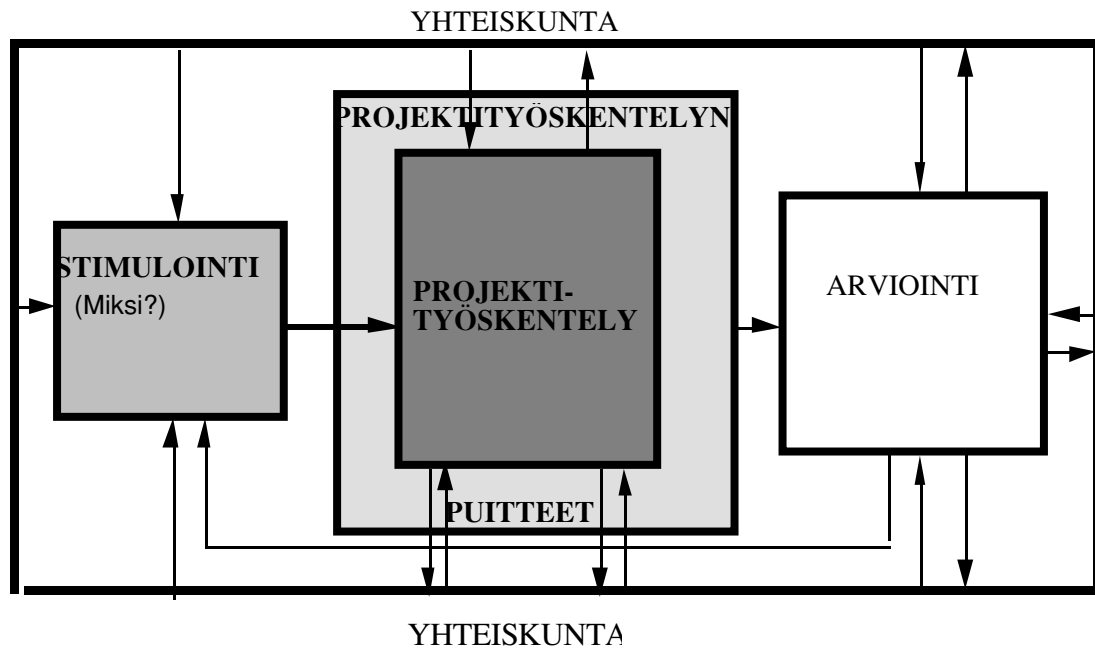 YHTEISKUNTA
PROJEKTITYÖSKENTELYN
STIMULOINTI
(Miksi?)
PROJEKTI-
TYÖSKENTELY
ARVIOINTI
PUITTEET
YHTEISKUNTA